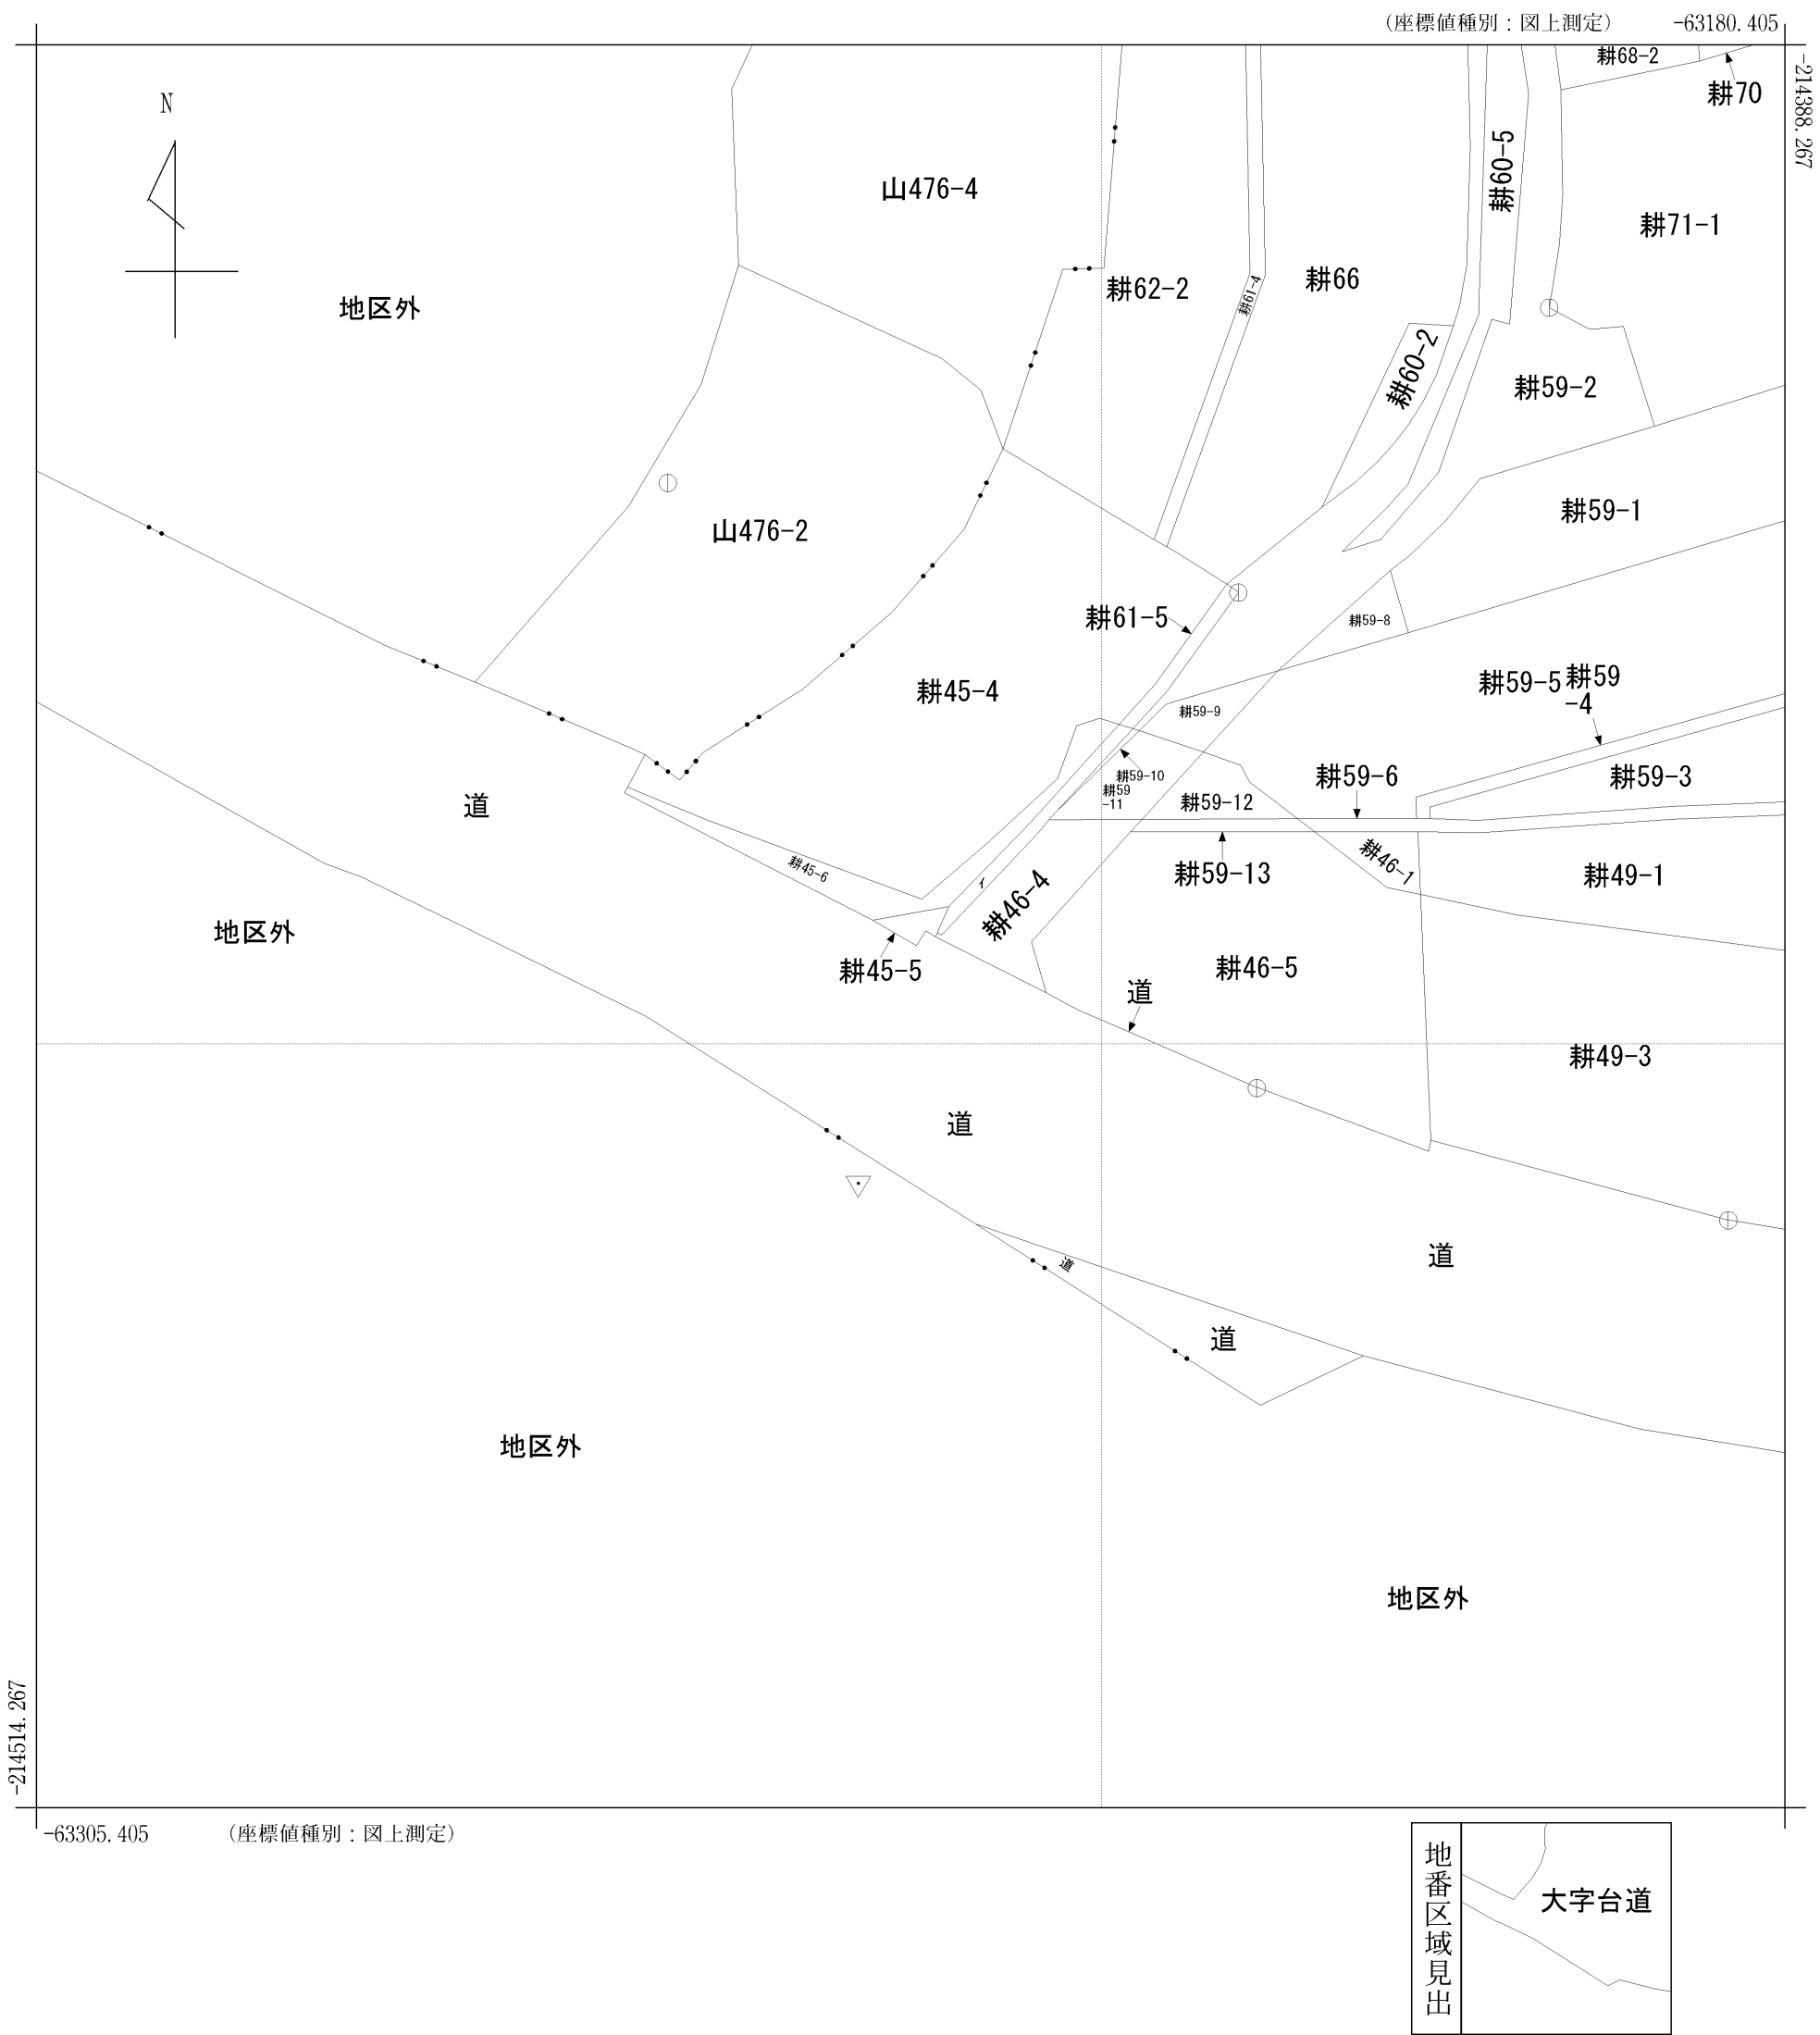 （座標値種別：図上測定） -63180.405
-214388.267
N
耕68-2
耕70
耕60-5
山476-4
耕71-1
耕62-2
耕61-4
耕66
地区外
耕60-2
耕59-2
山476-2
耕59-1
耕61-5
耕59-8
耕45-4
耕59-5
耕59
-4
耕59-9
耕59-10
耕59
-11
耕59-12
耕59-6
耕59-3
道
耕45-6
イ
耕46-4
耕59-13
耕46-1
耕49-1
地区外
耕45-5
耕46-5
道
耕49-3
道
道
道
道
地区外
地区外
-214514.267
-63305.405 （座標値種別：図上測定）
地番区域見出
大字台道